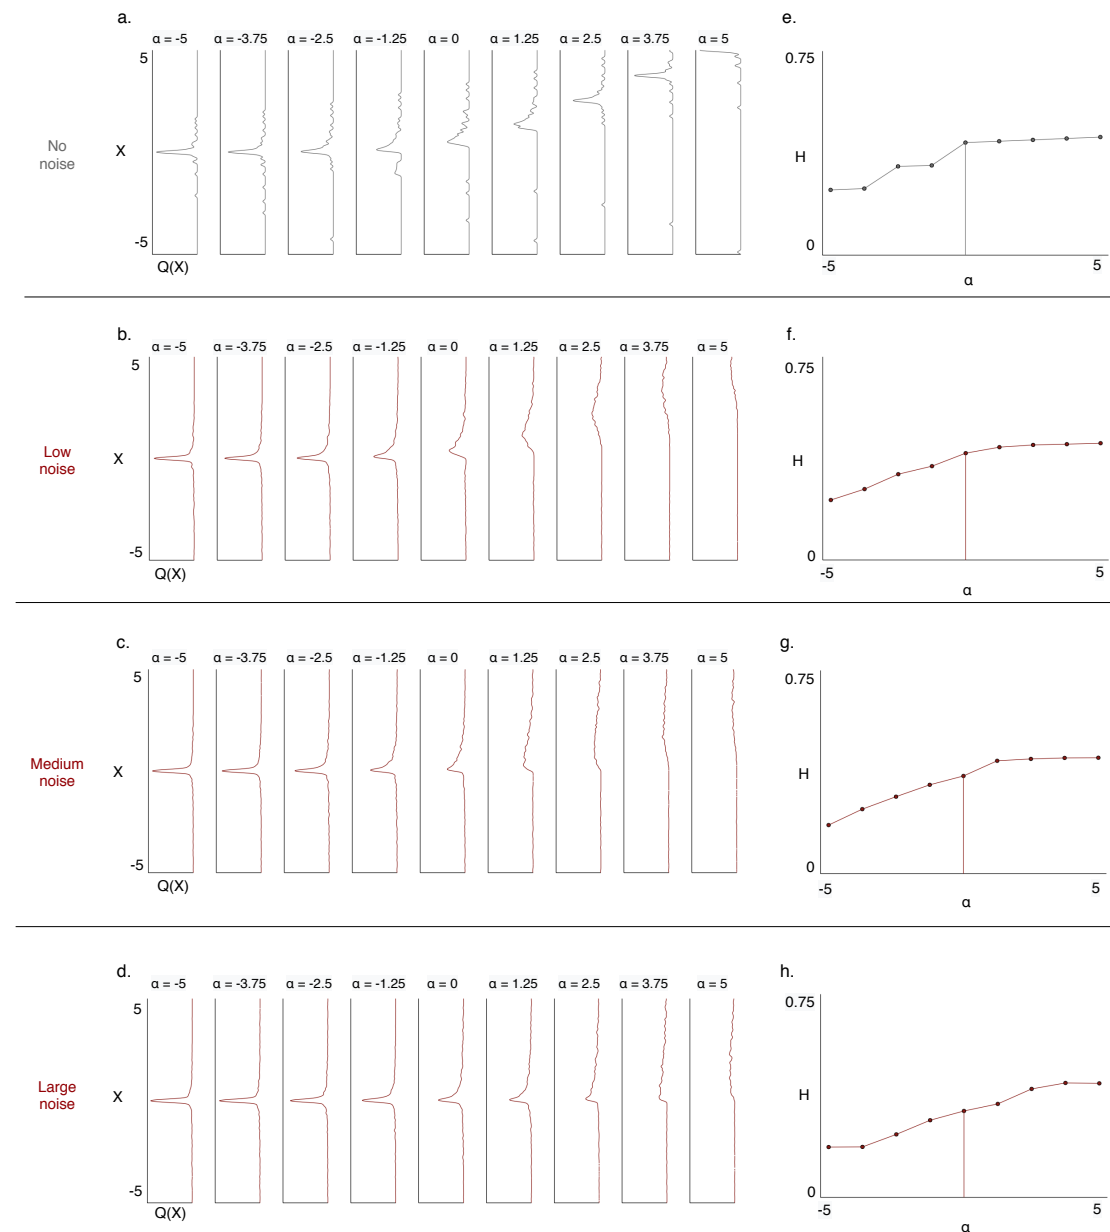 a.
α = -5 α = -3.75 α = -2.5 α = -1.25 α = 0 α = 1.25 α = 2.5 α = 3.75 α = 5
5
No
noise
X
-5
Q(X)
e.
0.75
H
0
-5 5
α
b.
α = -5 α = -3.75 α = -2.5 α = -1.25 α = 0 α = 1.25 α = 2.5 α = 3.75 α = 5
5
Low
noise
X
-5
Q(X)
f.
0.75
H
0
-5 5
α
c.
α = -5 α = -3.75 α = -2.5 α = -1.25 α = 0 α = 1.25 α = 2.5 α = 3.75 α = 5
5
Medium
noise
X
-5
Q(X)
g.
0.75
H
0
-5 5
α
d.
α = -5 α = -3.75 α = -2.5 α = -1.25 α = 0 α = 1.25 α = 2.5 α = 3.75 α = 5
5
Large
noise
X
-5
Q(X)
h.
0.75
H
0
-5 5
α